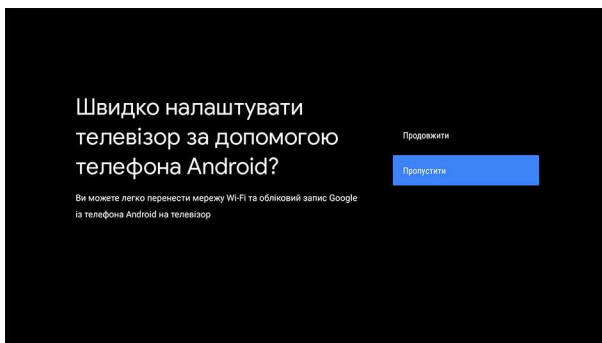 Швидко налаштувати
телевізор за допомогою
телефона Android?
Ви можете легко перенести мережу Wi-Fi та обліковий запис Google
із телефона Android на телевізор
Продовжити
Пропустити